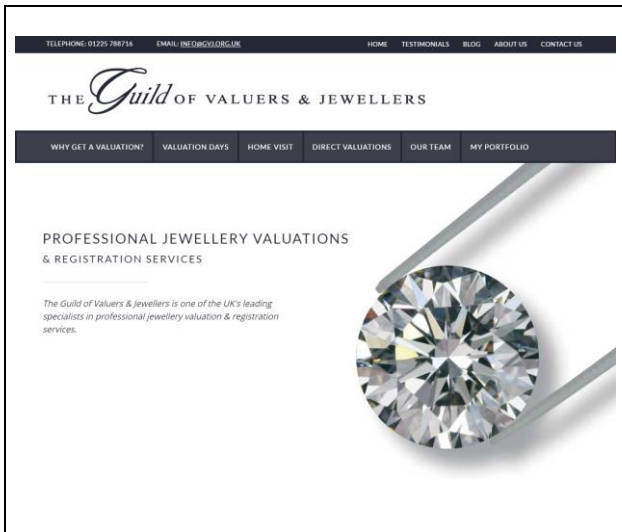 TELEPHONE: 01225 788716 EMAIL: INFO@GVJ.ORG.UK HOME TESTIMONIALS BLOG ABOUT US CONTACT US
THE Guild OF VALUERS & JEWELLERS
WHY GET A VALUATION? VALUATION DAYS HOME VISIT DIRECT VALUATIONS OUR TEAM MY PORTFOLIO
PROFESSIONAL JEWELLERY VALUATIONS
& REGISTRATION SERVICES
The Guild of Valuers & Jewellers is one of the UK's leading
specialists in professional jewellery valuation & registration
services.